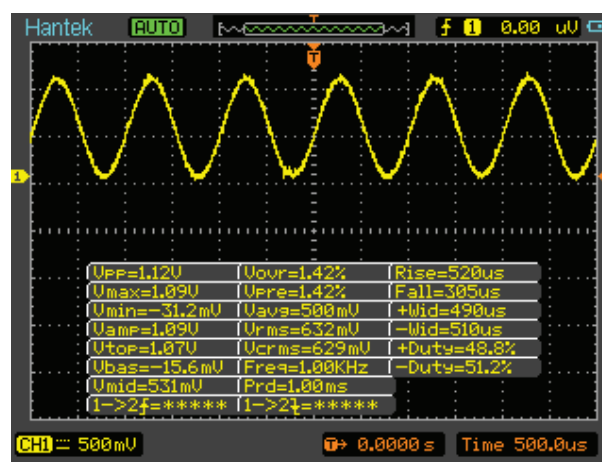 Hantek AUTO T f 1 0.00 uV
T
1
Vpp=1.12V Vovr=1.42% Rise=520us
Vmax=1.09V Vpre=1.42% Fall=305us
Vmin=-31.2mV Vavg=500mV +Wid=490us
Vamp=1.09V Vrms=632mV -Wid=510us
Vtop=1.07V Vcrms=629mV +Duty=48.8%
Vbas=-15.6mV Freq=1.00KHz -Duty=51.2%
Vmid=531mV Prd=1.00ms
1->2f=***** 1->2t=*****
CH1 500mV T→ 0.0000 s Time 500.0us